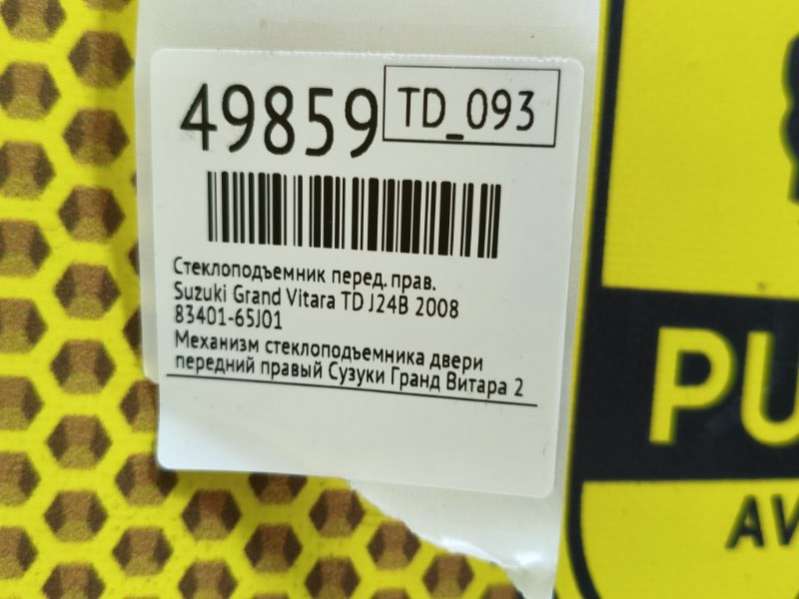 49859
TD_093
Стеклоподъемник перед. прав.
Suzuki Grand Vitara TD J24B 2008
83401-65J01
Механизм стеклоподъемника двери
передний правый Сузуки Гранд Витара 2
PU
AV